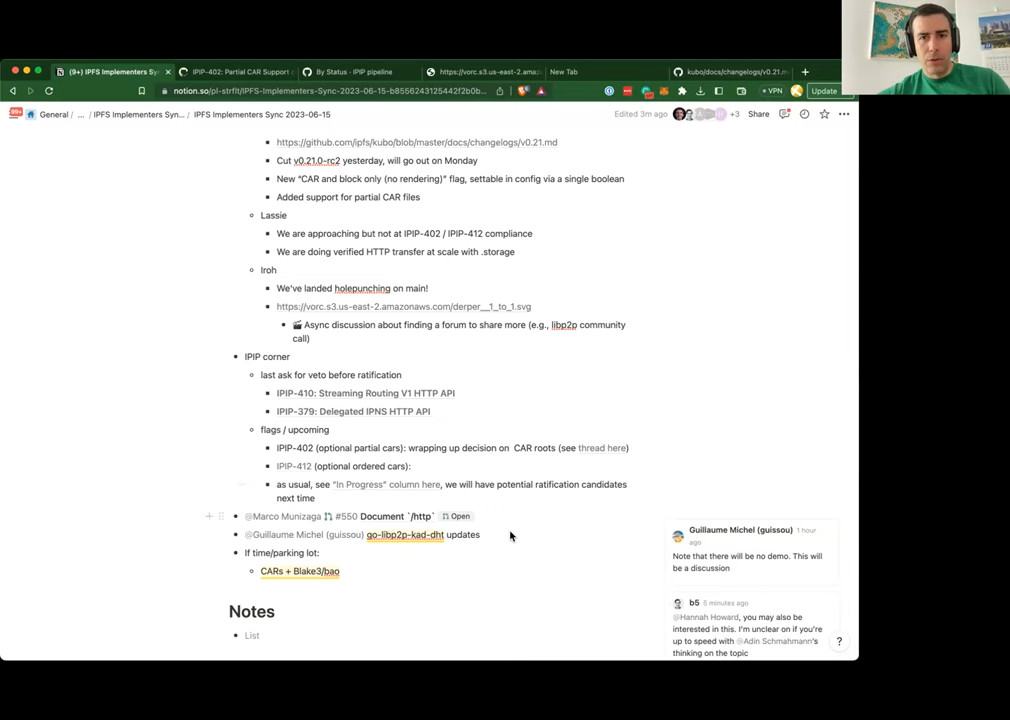 (9+) IPFS Implementers Sy
IPIP-402: Partial CAR Support
By Status · IPIP pipeline
https://vorc.s3.us-east-2.amaz
New Tab
kubo/docs/changelogs/v0.21.m
notion.so/pl-strflt/IPFS-Implementers-Sync-2023-06-15-b8556243125442f2b0b...
VPN
Update
99+
General / ... / IPFS Implementers Syn... / IPFS Implementers Sync 2023-06-15
Edited 3m ago
+3 Share
https://github.com/ipfs/kubo/blob/master/docs/changelogs/v0.21.md
Cut v0.21.0-rc2 yesterday, will go out on Monday
New “CAR and block only (no rendering)” flag, settable in config via a single boolean
Added support for partial CAR files
Lassie
We are approaching but not at IPIP-402 / IPIP-412 compliance
We are doing verified HTTP transfer at scale with .storage
Iroh
We've landed holepunching on main!
https://vorc.s3.us-east-2.amazonaws.com/derper__1_to_1.svg
🎬 Async discussion about finding a forum to share more (e.g., libp2p community
call)
IPIP corner
last ask for veto before ratification
IPIP-410: Streaming Routing V1 HTTP API
IPIP-379: Delegated IPNS HTTP API
flags / upcoming
IPIP-402 (optional partial cars): wrapping up decision on CAR roots (see thread here)
IPIP-412 (optional ordered cars):
as usual, see “In Progress” column here, we will have potential ratification candidates
next time
@Marco Munizaga #550 Document `/http` Open
@Guillaume Michel (guissou) go-libp2p-kad-dht updates
If time/parking lot:
CARs + Blake3/bao
Notes
List
Guillaume Michel (guissou) 1 hour
ago
Note that there will be no demo. This will
be a discussion
b5 5 minutes ago
@Hannah Howard, you may also be
interested in this. I'm unclear on if you're
up to speed with @Adin Schmahmann's
thinking on the topic
?